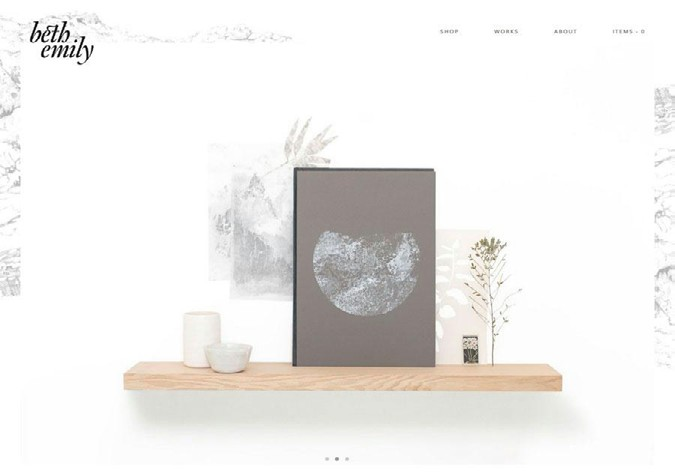 beth
emily
SHOP
WORKS
ABOUT
ITEMS - 0